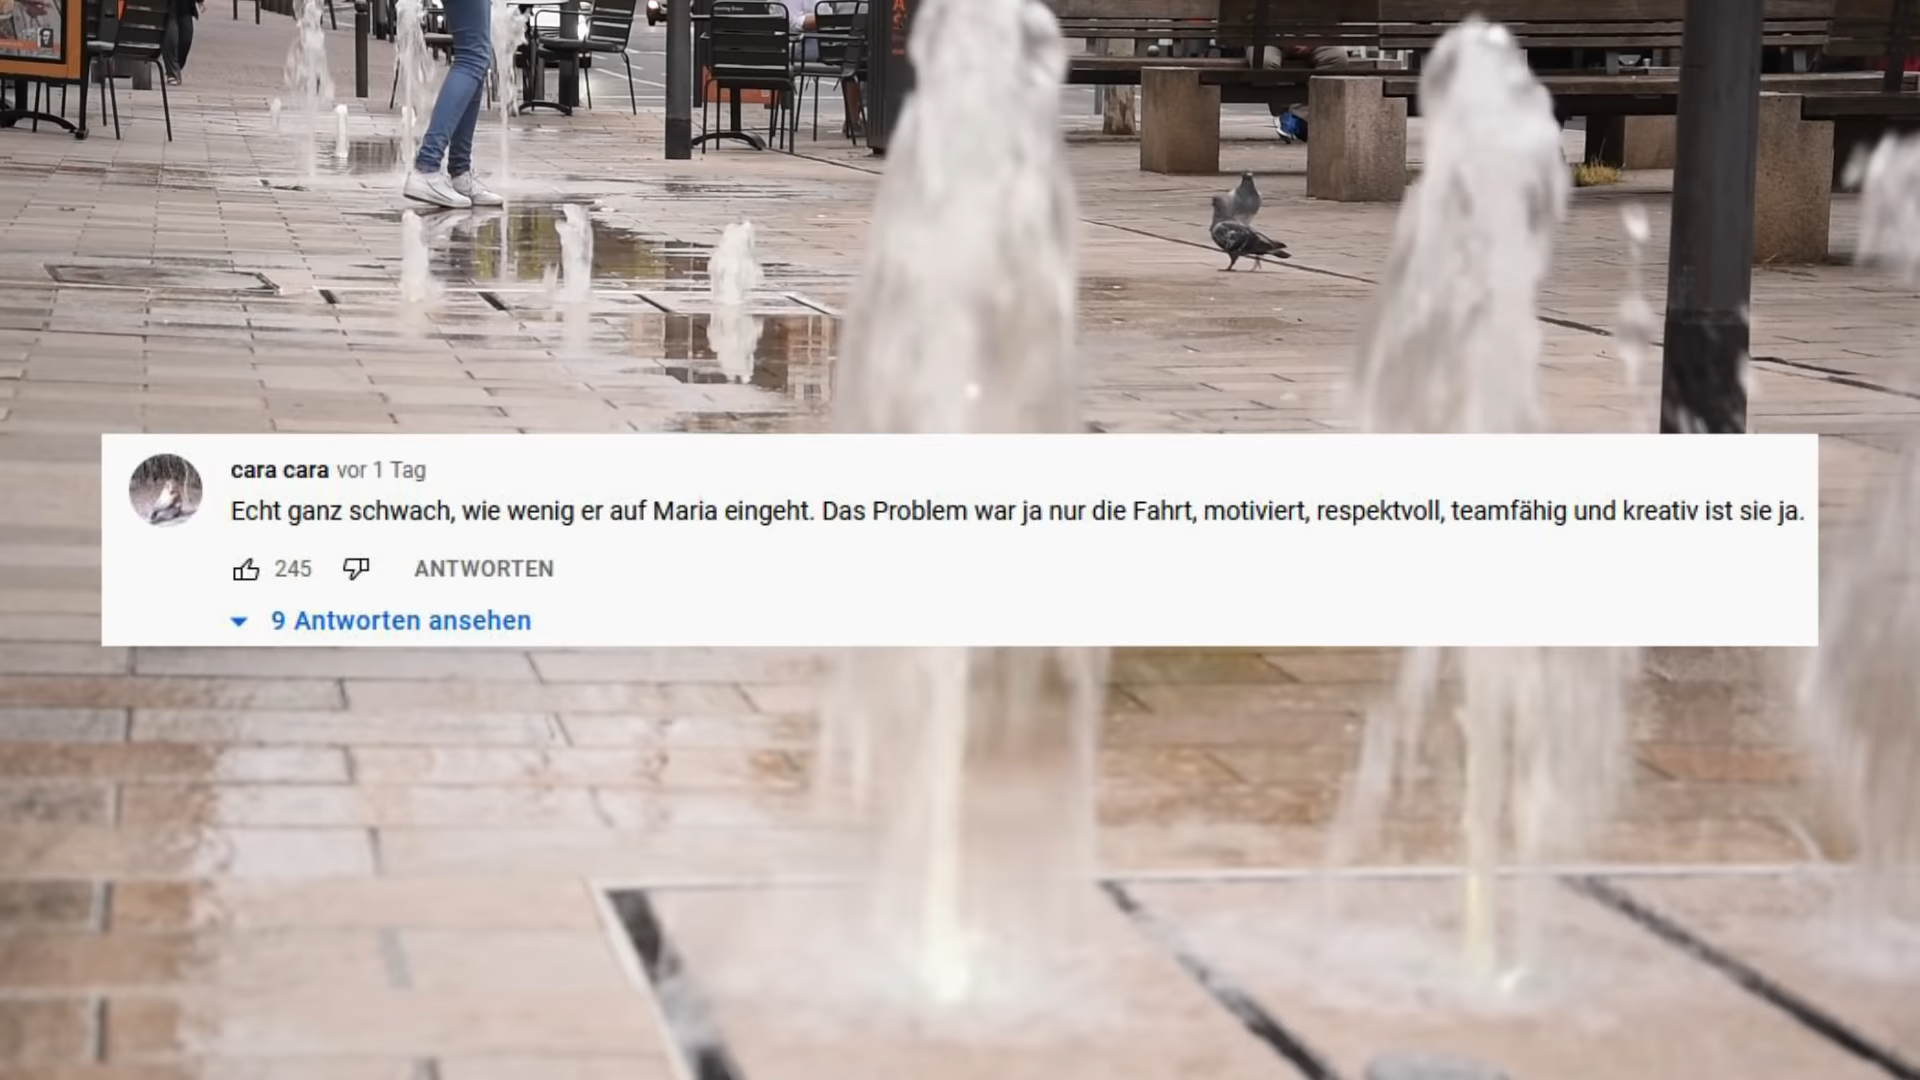 cara cara vor 1 Tag
Echt ganz schwach, wie wenig er auf Maria eingeht. Das Problem war ja nur die Fahrt, motiviert, respektvoll, teamfähig und kreativ ist sie ja.
245 ANTWORTEN
9 Antworten ansehen